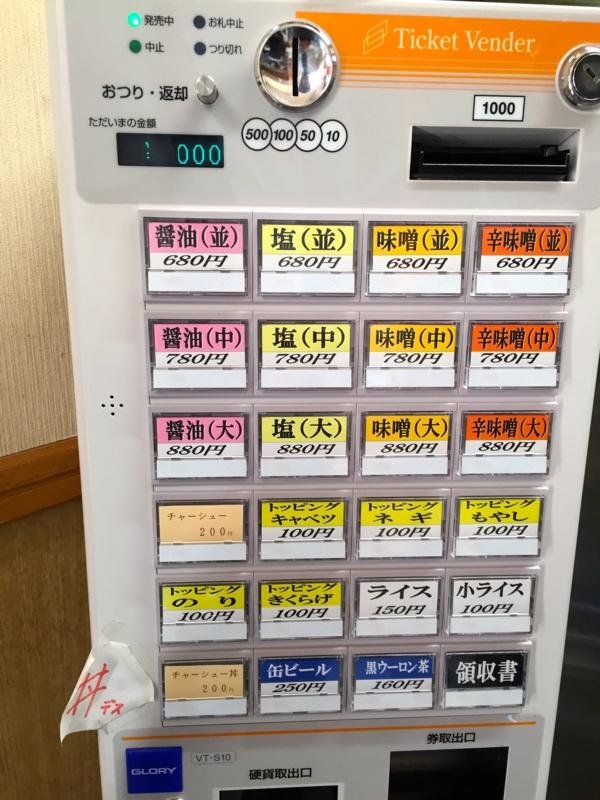 発売中
お札中止
中止
つり切れ
Ticket Vender
おつり・返却
ただいまの金額
000
500 100 50 10
1000
醤油(並)
680円
塩(並)
680円
味噌(並)
680円
辛味噌(並)
680円
醤油(中)
780円
塩(中)
780円
味噌(中)
780円
辛味噌(中)
780円
醤油(大)
880円
塩(大)
880円
味噌(大)
880円
辛味噌(大)
880円
チャーシュー
200円
トッピング
キャベツ
100円
トッピング
ネギ
100円
トッピング
もやし
100円
トッピング
のり
100円
トッピング
きくらげ
100円
ライス
150円
小ライス
100円
チャーシュー丼
200円
缶ビール
250円
黒ウーロン茶
160円
領収書
丼デス
GLORY
VT-S10
硬貨取出口
券取出口